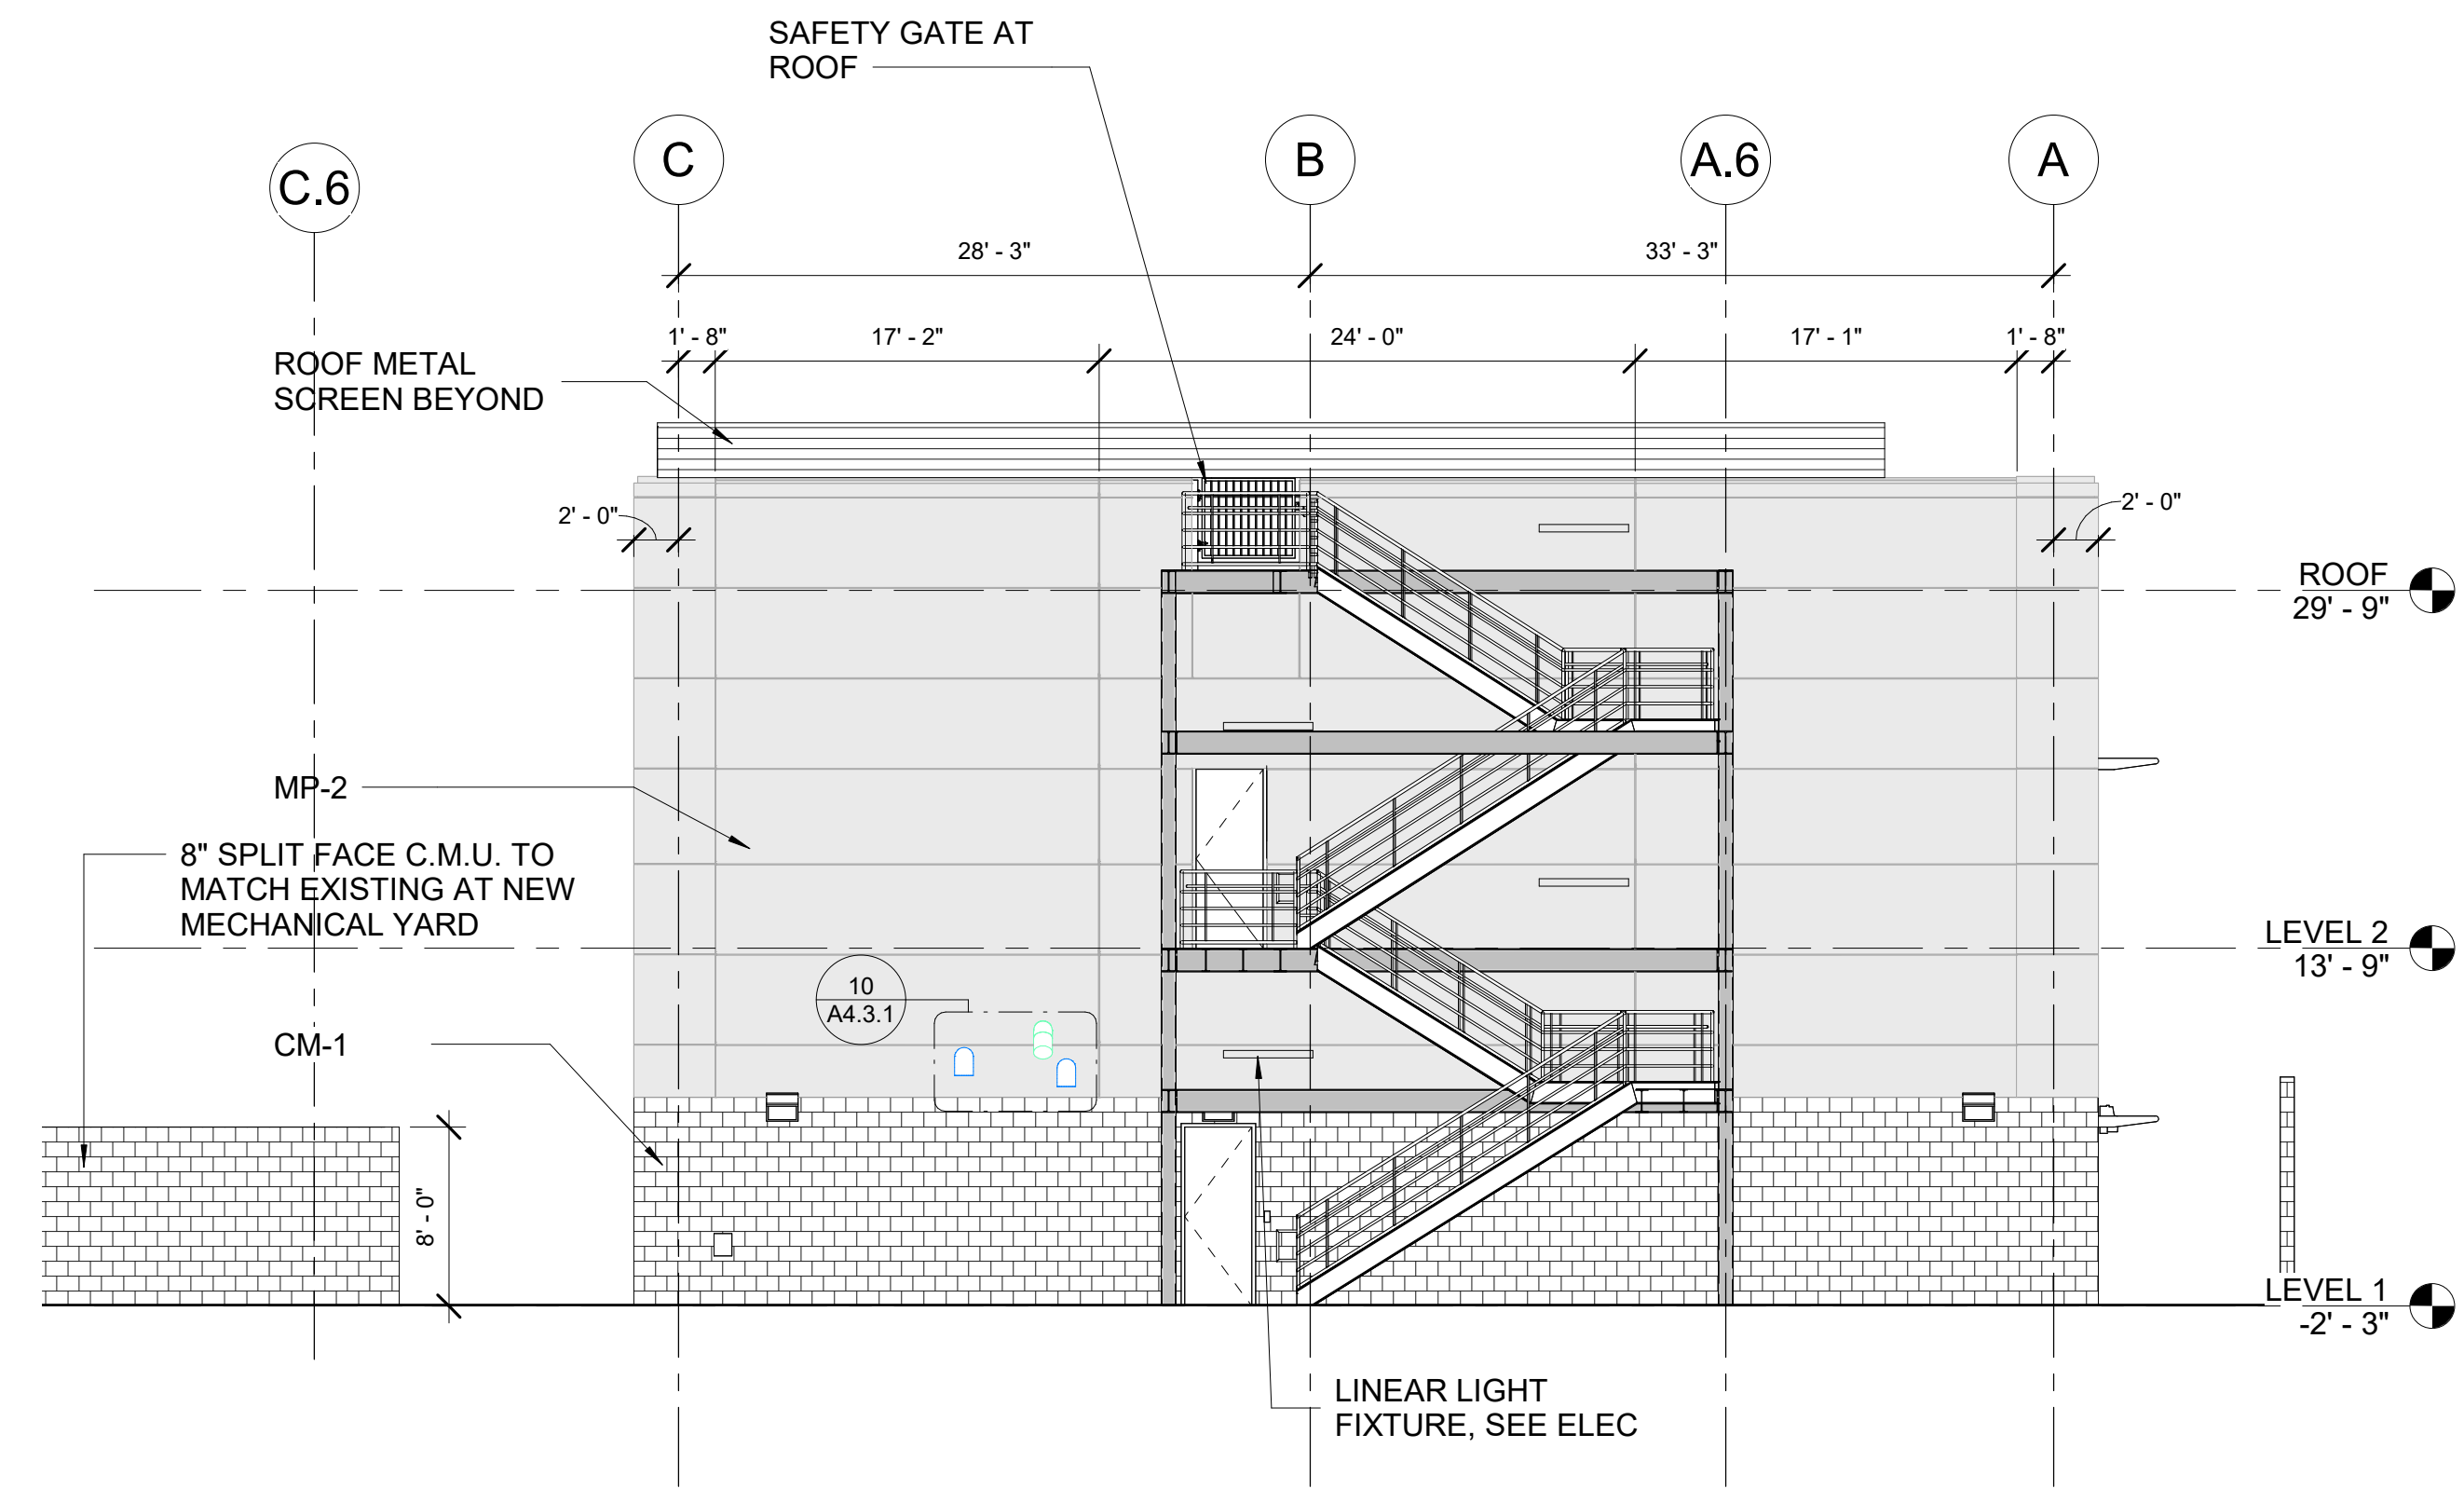 SAFETY GATE AT
ROOF
C.6
C
B
A.6
A
28' - 3"
33' - 3"
1' - 8"
17' - 2"
24' - 0"
17' - 1"
1' - 8"
ROOF METAL
SCREEN BEYOND
2' - 0"
2' - 0"
ROOF
29' - 9"
MP-2
8" SPLIT FACE C.M.U. TO
MATCH EXISTING AT NEW
MECHANICAL YARD
LEVEL 2
13' - 9"
10
A4.3.1
CM-1
8' - 0"
LEVEL 1
-2' - 3"
LINEAR LIGHT
FIXTURE, SEE ELEC